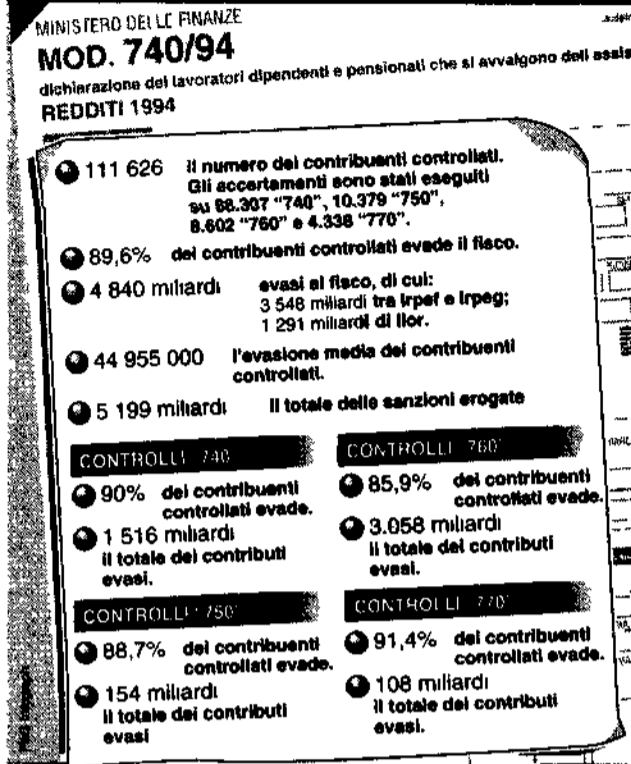 MINISTERO DELLE FINANZE
MOD. 740/94
dichiarazione dei lavoratori dipendenti e pensionati che si avvalgono dell
REDDITI 1994
111 626 il numero dei contribuenti controllati.
Gli accertamenti sono stati eseguiti
su 88.307 "740", 10.379 "750",
8.602 "760" e 4.338 "770".
89,6% dei contribuenti controllati evade il fisco.
4 840 miliardi evasi al fisco, di cui:
3 548 miliardi tra Irpef e Irpeg;
1 291 miliardi di Ilor.
44 955 000 l'evasione media dei contribuenti
controllati.
5 199 miliardi Il totale delle sanzioni erogate
CONTROLLI "740"
90% dei contribuenti
controllati evade.
1 516 miliardi
il totale dei contributi
evasi.
CONTROLLI "760"
85,9% dei contribuenti
controllati evade.
3.058 miliardi
il totale dei contributi
evasi.
CONTROLLI "750"
88,7% dei contribuenti
controllati evade.
154 miliardi
il totale dei contributi
evasi
CONTROLLI "770"
91,4% dei contribuenti
controllati evade.
108 miliardi
il totale dei contributi
evasi.